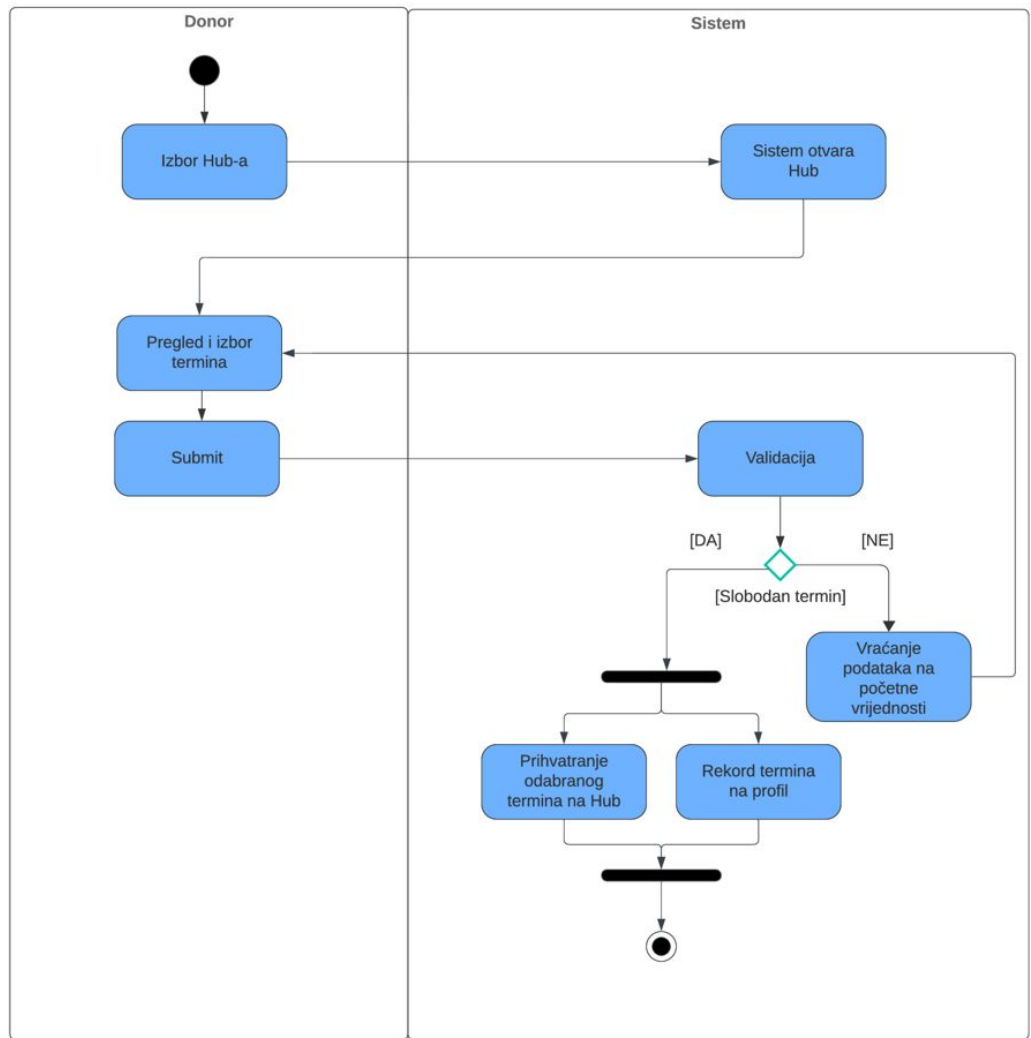 Donor
Sistem
Izbor Hub-a
Sistem otvara
Hub
Pregled i izbor
termina
Submit
Validacija
[DA]
[NE]
[Slobodan termin]
Vraćanje
podataka na
početne
vrijednosti
Prihvatranje
odabranog
termina na Hub
Rekord termina
na profil